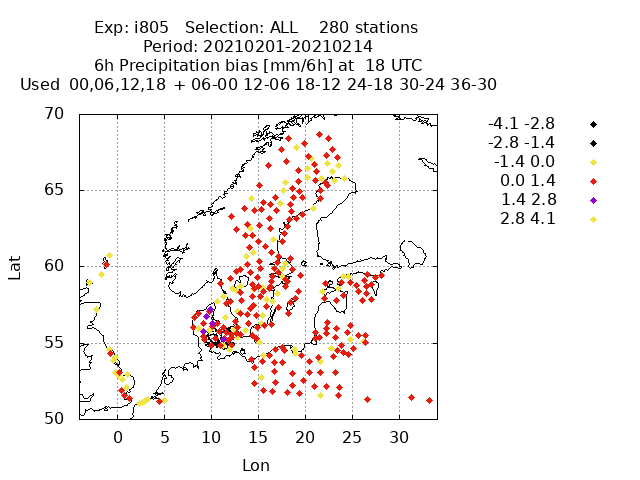 Exp: i805 Selection: ALL 280 stations
Period: 20210201-20210214
6h Precipitation bias [mm/6h] at 18 UTC
Used 00,06,12,18 + 06-00 12-06 18-12 24-18 30-24 36-30
-4.1 -2.8
-2.8 -1.4
-1.4 0.0
0.0 1.4
1.4 2.8
2.8 4.1
70
65
60
55
50
Lat
0 5 10 15 20 25 30
Lon